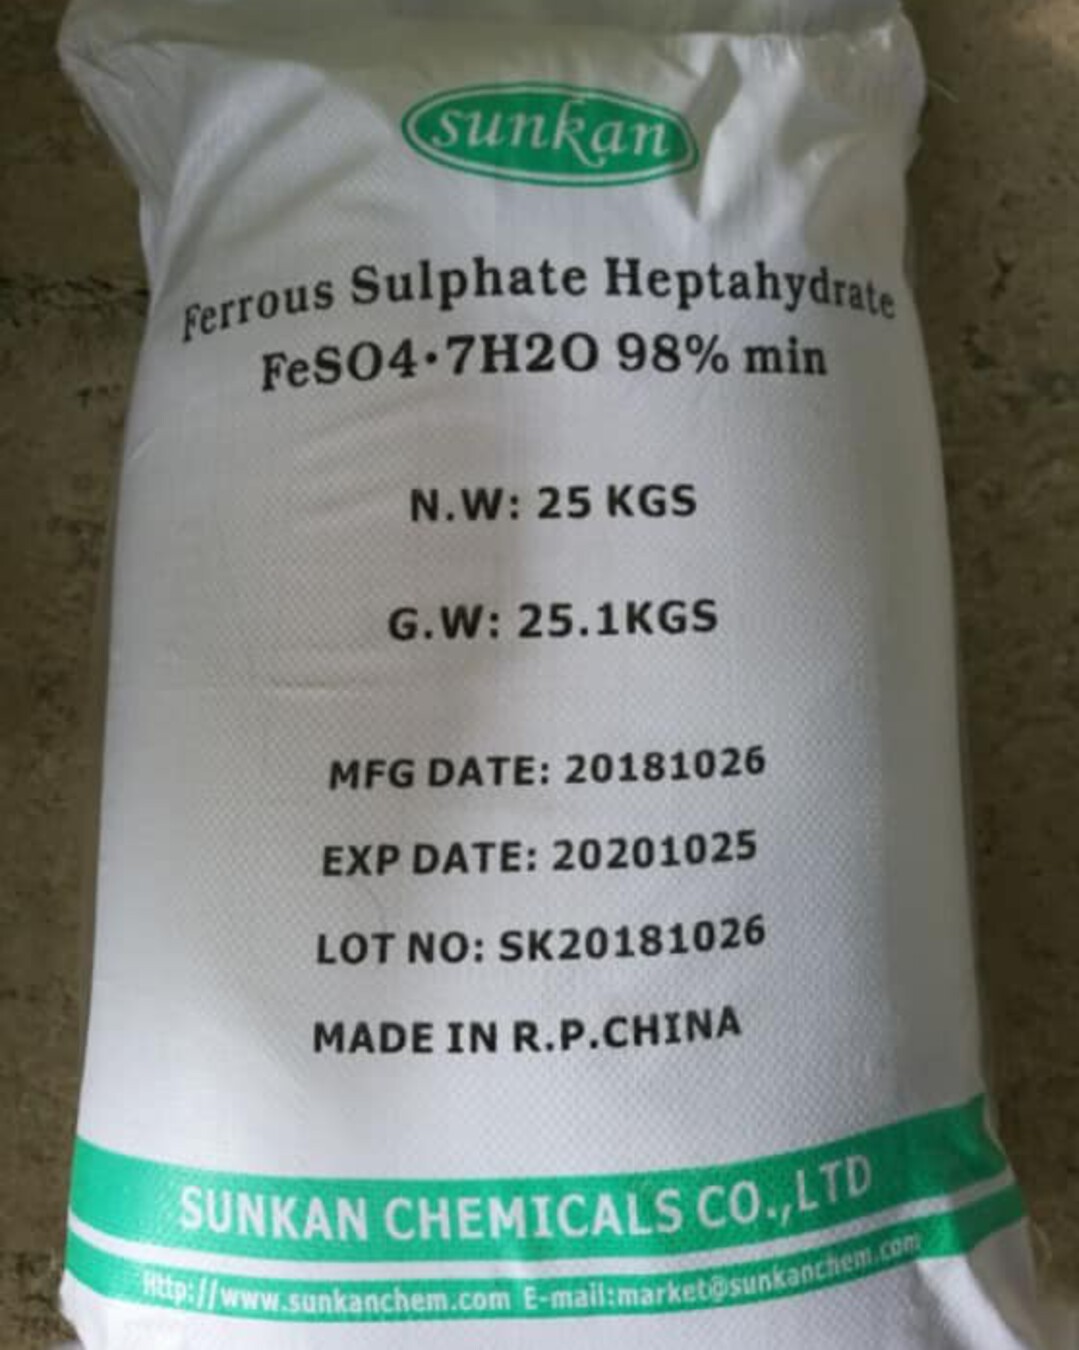 sunkan
Ferrous Sulphate Heptahydrate
FeSO4·7H2O 98% min
N.W: 25 KGS
G.W: 25.1KGS
MFG DATE: 20181026
EXP DATE: 20201025
LOT NO: SK20181026
MADE IN R.P.CHINA
SUNKAN CHEMICALS CO.,LTD
Http://www.sunkanchem.com E-mail:market@sunkanchem.com